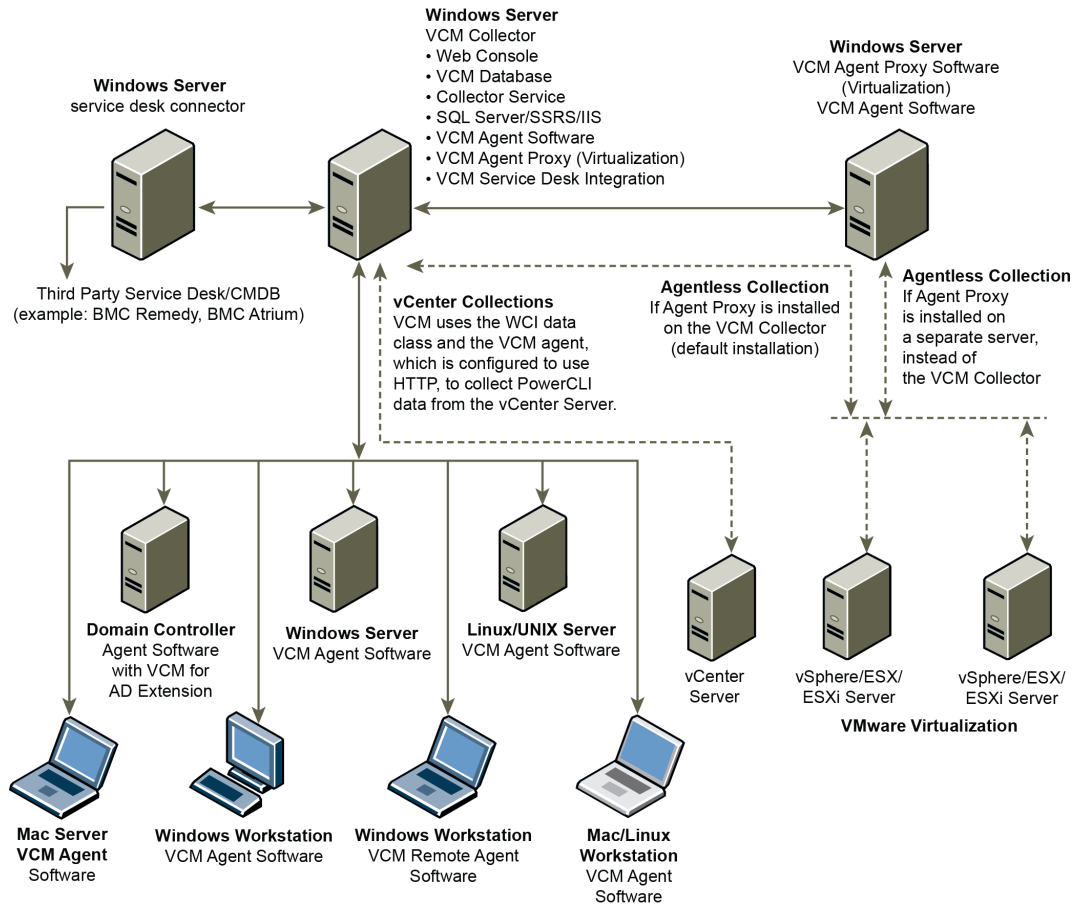 Windows Server
VCM Collector
• Web Console
• VCM Database
• Collector Service
• SQL Server/SSRS/IIS
• VCM Agent Software
• VCM Agent Proxy (Virtualization)
• VCM Service Desk Integration
Windows Server
service desk connector
Windows Server
VCM Agent Proxy Software
(Virtualization)
VCM Agent Software
Third Party Service Desk/CMDB
(example: BMC Remedy, BMC Atrium)
vCenter Collections
VCM uses the WCI data
class and the VCM agent,
which is configured to use
HTTP, to collect PowerCLI
data from the vCenter Server.
Agentless Collection
If Agent Proxy is installed
on the VCM Collector
(default installation)
Agentless Collection
If Agent Proxy
is installed on
a separate server,
instead of
the VCM Collector
Domain Controller
Agent Software
with VCM for
AD Extension
Windows Server
VCM Agent Software
Linux/UNIX Server
VCM Agent Software
vCenter
Server
vSphere/ESX/
ESXi Server
vSphere/ESX/
ESXi Server
VMware Virtualization
Mac Server
VCM Agent
Software
Windows Workstation
VCM Agent Software
Windows Workstation
VCM Remote Agent
Software
Mac/Linux
Workstation
VCM Agent
Software